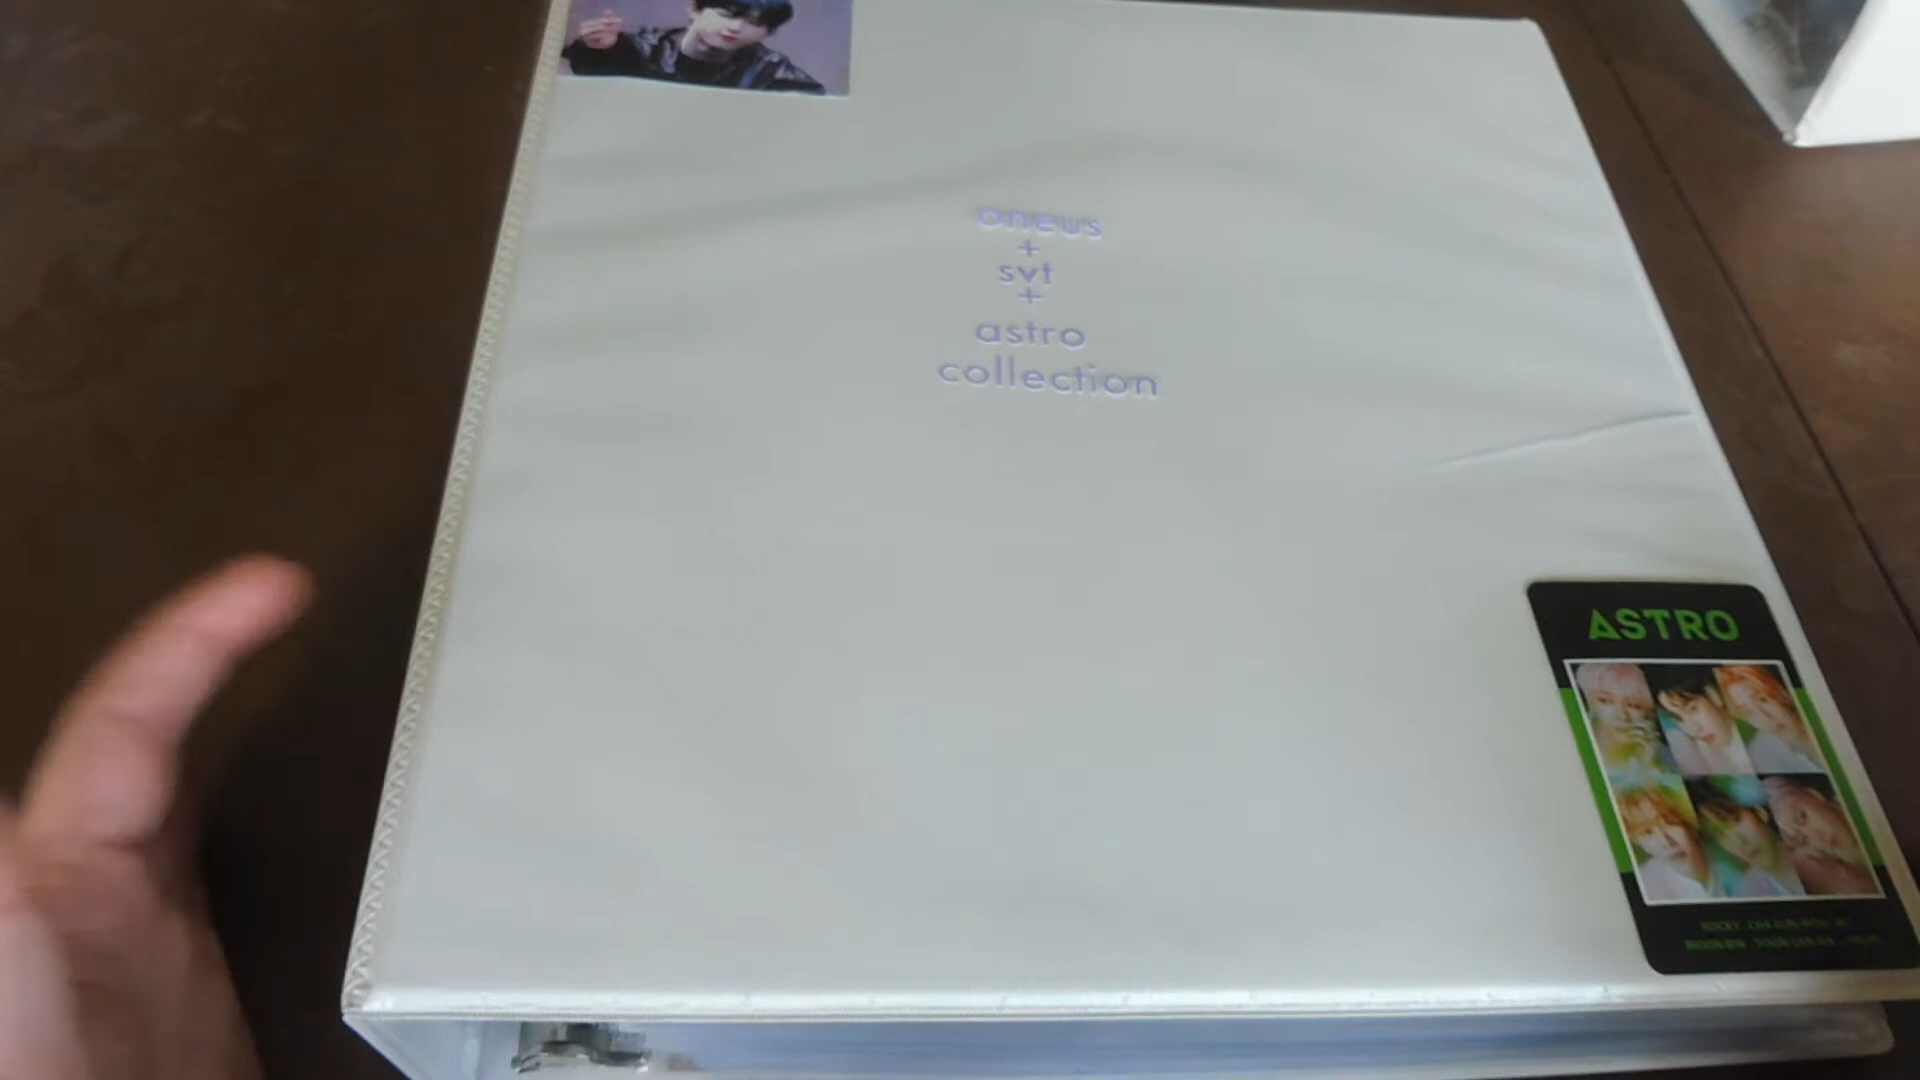 oneus
+
svt
+
astro
collection
ASTRO